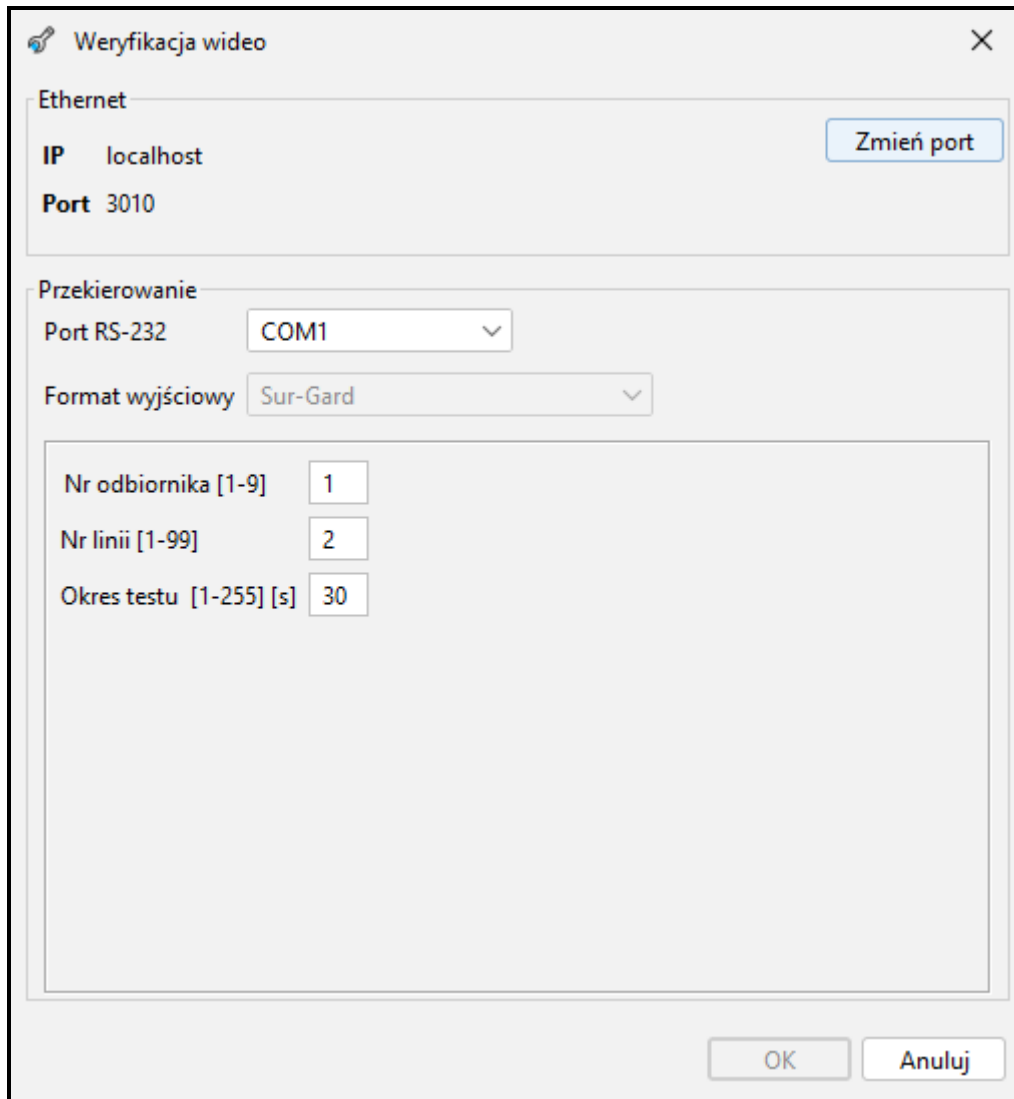 Weryfikacja wideo
Ethernet
Zmień port
IP localhost
Port 3010
Przekierowanie
Port RS-232 COM1
Format wyjściowy Sur-Gard
Nr odbiornika [1-9] 1
Nr linii [1-99] 2
Okres testu [1-255] [s] 30
OK Anuluj